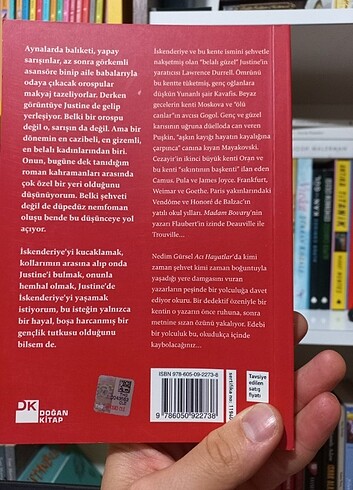 Aynalarda balıketi, yapay
sarışınlar, az sonra görkemli
asansöre binip aile babalarıyla
odaya çıkacak orospular
makyaj tazeliyorlar. Derken
görüntüye Justine de gelip
yerleşiyor. Belki bir orospu
değil o, sarışın da değil. Ama bir
dönemin en cazibeli, en gizemli,
en belalı kadınlarından biri.
Onun, bugüne dek tanıdığım
roman kahramanları arasında
çok özel bir yeri olduğunu
düşünüyorum. Belki şehveti
değil de düpedüz nemfoman
oluşu bende bu düşünceye yol
açıyor.
İskenderiye'yi kucaklamak,
kollarımın arasına alıp onda
Justine'i bulmak, onunla
hemhal olmak, Justine'de
İskenderiye'yi yaşamak
istiyorum, bu isteğin yalnızca
bir hayal, boşa harcanmış bir
gençlik tutkusu olduğunu
bilsem de.
DK
DOĞAN
KİTAP
İskenderiye ve bu kente ismini şehvetle
nakşetmiş olan "belalı güzel" Justine'in
yaratıcısı Lawrence Durrell. Ömrünü
bu kentte tüketmiş, genç oğlanlara
düşkün Yunanlı şair Kavafis. Beyaz
gecelerin kenti Moskova ve "ölü
canlar"ın avcısı Gogol. Genç ve güzel
karısının uğruna düelloda can veren
Puşkin, "aşkın kayığı hayatın kayalığına
çarpınca" canına kıyan Mayakovski.
Cezayir'in ikinci büyük kenti Oran ve
bu kenti "sıkıntının başkenti" ilan eden
Camus. Pula ve James Joyce. Frankfurt,
Weimar ve Goethe. Paris yakınlarındaki
Vendôme ve Honoré de Balzac'ın
yatılı okul yılları. Madam Bovary'nin
yazarı Flaubert'in izinde Deauville ile
Trouville...
Nedim Gürsel Acı Hayatlar'da kimi
zaman şehvet kimi zaman boğuntuyla
yaşadığı yere damgasını vuran
yazarların peşinde bir yolculuğa davet
ediyor okuru. Bir dedektif özeniyle bir
kentin o yazarın önce ruhuna, sonra
metnine sızan özünü yakalıyor. Edebi
bir yolculuk bu, okudukça içinde
kaybolacağınız...
ISBN 978-605-09-2273-8
9 786050 922738
Tavsiye
edilen
satış
fiyatı